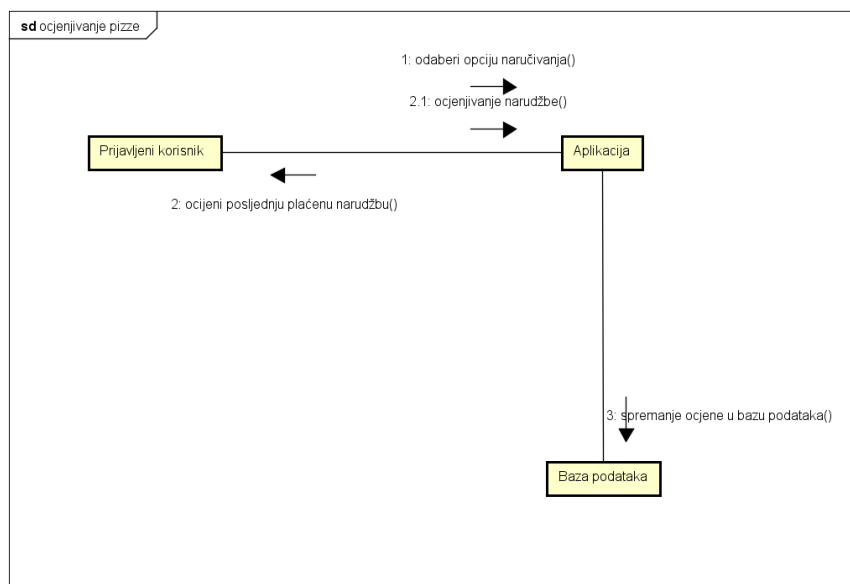 sd ocjenjivanje pizze
1: odaberi opciju naručivanja()
2.1: ocjenjivanje narudžbe()
Prijavljeni korisnik
Aplikacija
2: ocijeni posljednju plaćenu narudžbu()
3: spremanje ocjene u bazu podataka()
Baza podataka